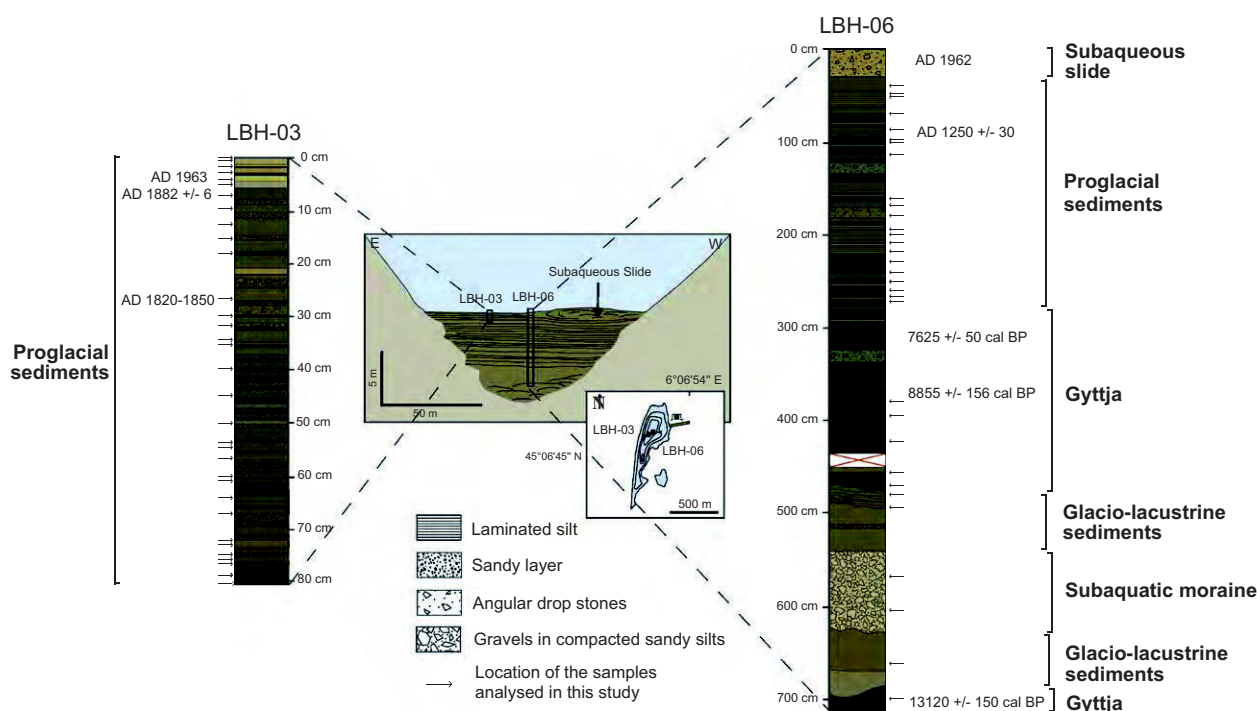 LBH-03
0 cm
10 cm
20 cm
30 cm
40 cm
50 cm
60 cm
70 cm
80 cm
AD 1963
AD 1882 +/- 6
AD 1820-1850
Proglacial
sediments
E
W
Subaqueous Slide
LBH-03
LBH-06
5 m
50 m
6°06'54'' E
N
LBH-03
LBH-06
45°06'45'' N
500 m
Laminated silt
Sandy layer
Angular drop stones
Gravels in compacted sandy silts
Location of the samples
analysed in this study
LBH-06
0 cm
100 cm
200 cm
300 cm
400 cm
500 cm
600 cm
700 cm
AD 1962
AD 1250 +/- 30
7625 +/- 50 cal BP
8855 +/- 156 cal BP
13120 +/- 150 cal BP
Subaqueous
slide
Proglacial
sediments
Gyttja
Glacio-lacustrine
sediments
Subaquatic moraine
Glacio-lacustrine
sediments
Gyttja